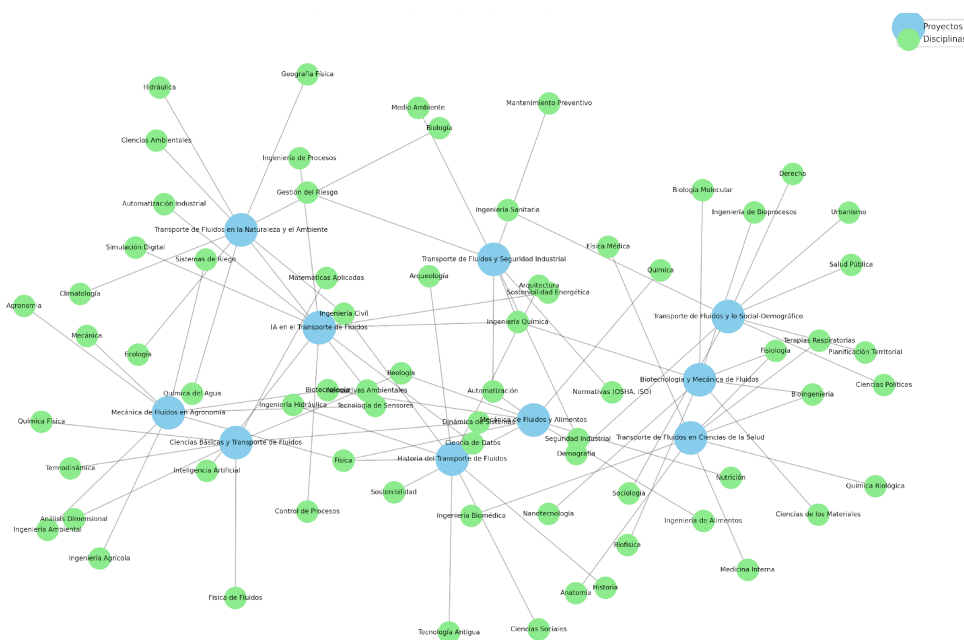 Proyectos
Disciplinas
Geografía Física
Hidráulica
Medio Ambiente
Mantenimiento Preventivo
Biología
Ciencias Ambientales
Ingeniería de Procesos
Derecho
Gestión del Riesgo
Biología Molecular
Automatización Industrial
Ingeniería Sanitaria
Ingeniería de Bioprocesos
Urbanismo
Transporte de Fluidos en la Naturaleza y el Ambiente
Simulación Digital
Física Médica
Sistemas de Riego
Transporte de Fluidos y Seguridad Industrial
Salud Pública
Química
Matemáticas Aplicadas
Arqueología
Arquitectura
Climatología
Sostenibilidad Energética
Agronomía
Ingeniería Civil
Transporte de Fluidos y lo Social-Demográfico
Ingeniería Química
IA en el Transporte de Fluidos
Mecánica
Terapias Respiratorias
Ecología
Fisiología
Planificación Territorial
Reología
Biotecnología y Mecánica de Fluidos
Ciencias Políticas
Química del Agua
Biotecnología
Normativas Ambientales
Automatización
Normativas (OSHA, ISO)
Bioingeniería
Ingeniería Hidráulica
Tecnología de Sensores
Mecánica de Fluidos en Agronomía
Química Física
Dinámica de Sistemas
Mecánica de Fluidos y Alimentos
Ciencias Básicas y Transporte de Fluidos
Ciencia de Datos
Seguridad Industrial
Transporte de Fluidos en Ciencias de la Salud
Demografía
Historia del Transporte de Fluidos
Física
Termodinámica
Inteligencia Artificial
Nutrición
Química Biológica
Sostenibilidad
Sociología
Control de Procesos
Ingeniería Biomédica
Nanotecnología
Ciencias de los Materiales
Análisis Dimensional
Ingeniería de Alimentos
Ingeniería Ambiental
Biofísica
Ingeniería Agrícola
Medicina Interna
Historia
Anatomía
Física de Fluidos
Ciencias Sociales
Tecnología Antigua